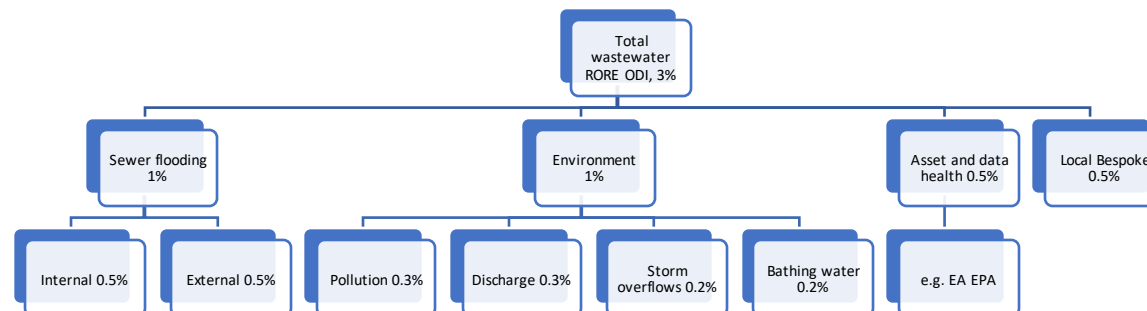 Total
wastewater
RORE ODI, 3%
Sewer flooding
1%
Environment
1%
Asset and data
health 0.5%
Local Bespoke
0.5%
Internal 0.5%
External 0.5%
Pollution 0.3%
Discharge 0.3%
Storm
overflows 0.2%
Bathing water
0.2%
e.g. EA EPA